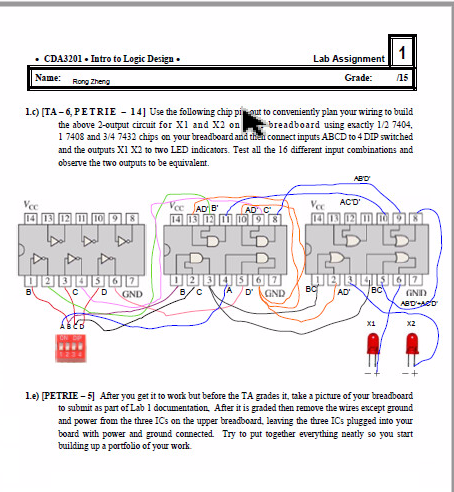 • CDA3201 • Intro to Logic Design •
Lab Assignment
1
Name: Rong Zheng
Grade: /15
1.c) [TA – 6, P E T R I E – 14] Use the following chip pin-out to conveniently plan your wiring to build
the above 2-output circuit for X1 and X2 on breadboard using exactly 1/2 7404,
1 7408 and 3/4 7432 chips on your breadboard and then connect inputs ABCD to 4 DIP switched
and the outputs X1 X2 to two LED indicators. Test all the 16 different input combinations and
observe the two outputs to be equivalent.
AB'D'
VCC
VCC AD' B' AD' C'
VCC AC'D'
14 13 12 11 10 9 8
14 13 12 11 10 9 8
14 13 12 11 10 9 8
1 2 3 4 5 6 7
1 2 3 4 5 6 7
1 2 3 4 5 6 7
B C D GND
B C A D' GND
BC AD' BC GND
AB'D'+AC'D'
A B C D
X1 X2
ON DIP
1 2 3 4
- +
- +
1.e) [PETRIE – 5] After you get it to work but before the TA grades it, take a picture of your breadboard
to submit as part of Lab 1 documentation, After it is graded then remove the wires except ground
and power from the three ICs on the upper breadboard, leaving the three ICs plugged into your
board with power and ground connected. Try to put together everything neatly so you start
building up a portfolio of your work.